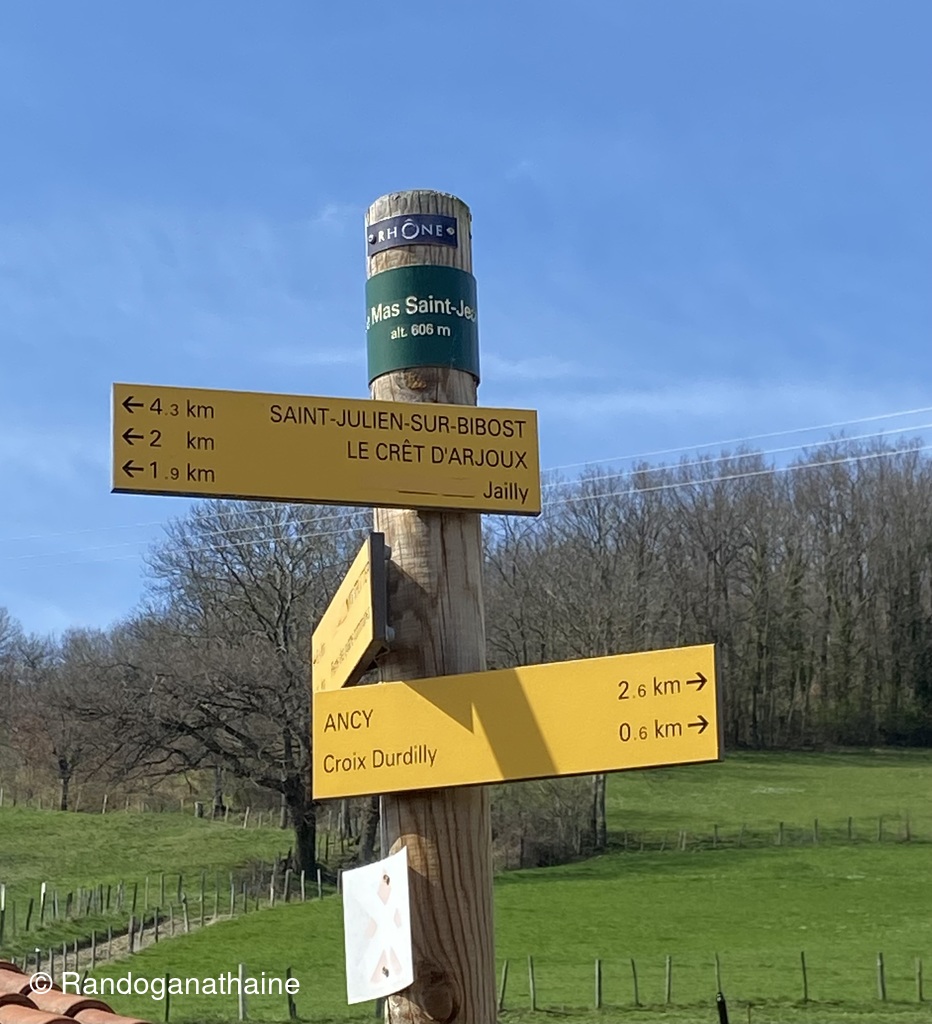 RHÔNE
Mas Saint-Je
alt. 606 m
← 4.3 km SAINT-JULIEN-SUR-BIBOST
← 2 km LE CRÊT D'ARJOUX
← 1.9 km Jailly
ANCY 2.6 km →
Croix Durdilly 0.6 km →
© Randoganathaine